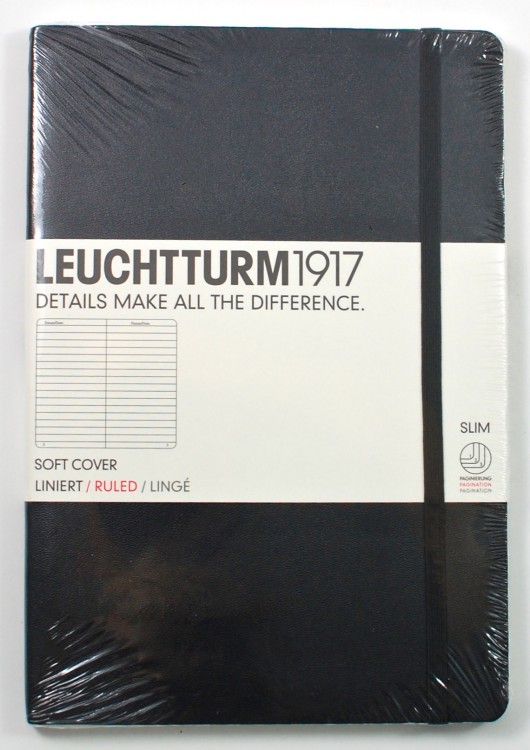 LEUCHTTURM1917
DETAILS MAKE ALL THE DIFFERENCE.
SOFT COVER
LINIERT / RULED / LINGÉ
SLIM
PAGINIERUNG
PAGINATION
PAGINATION